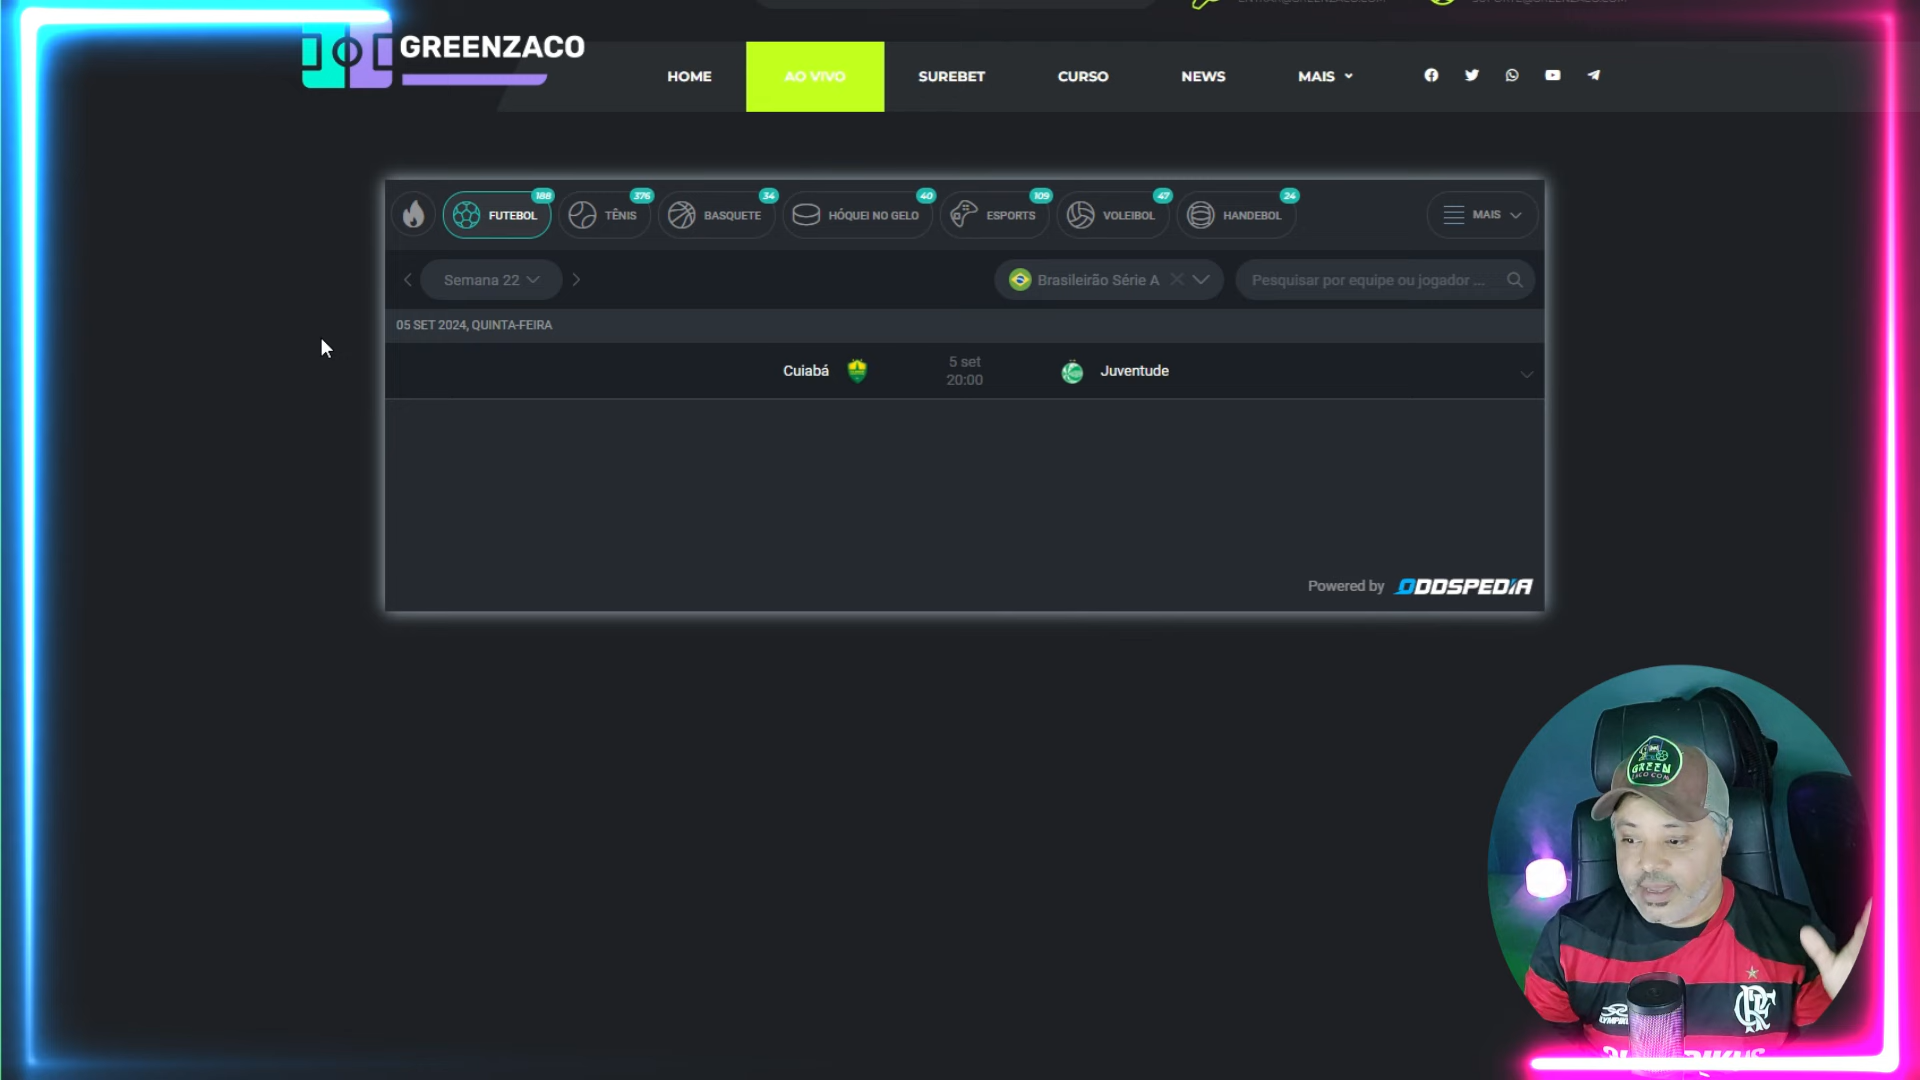 GREENZACO
HOME
AO VIVO
SUREBET
CURSO
NEWS
MAIS
188
376
34
40
109
47
24
FUTEBOL
TÊNIS
BASQUETE
HÓQUEI NO GELO
ESPORTS
VOLEIBOL
HANDEBOL
MAIS
Semana 22
Brasileirão Série A
Pesquisar por equipe ou jogador ...
05 SET 2024, QUINTA-FEIRA
Cuiabá
5 set
20:00
Juventude
Powered by ODDSPEDIA
GREEN